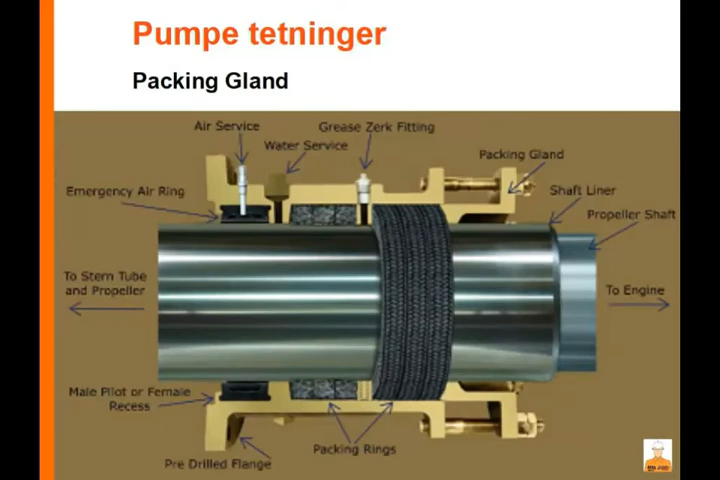 Pumpe tetninger
Packing Gland
Air Service
Grease Zerk Fitting
Water Service
Packing Gland
Emergency Air Ring
Shaft Liner
Propeller Shaft
To Stern Tube
and Propeller
To Engine
Male Pilot or Female
Recess
Packing Rings
Pre Drilled Flange